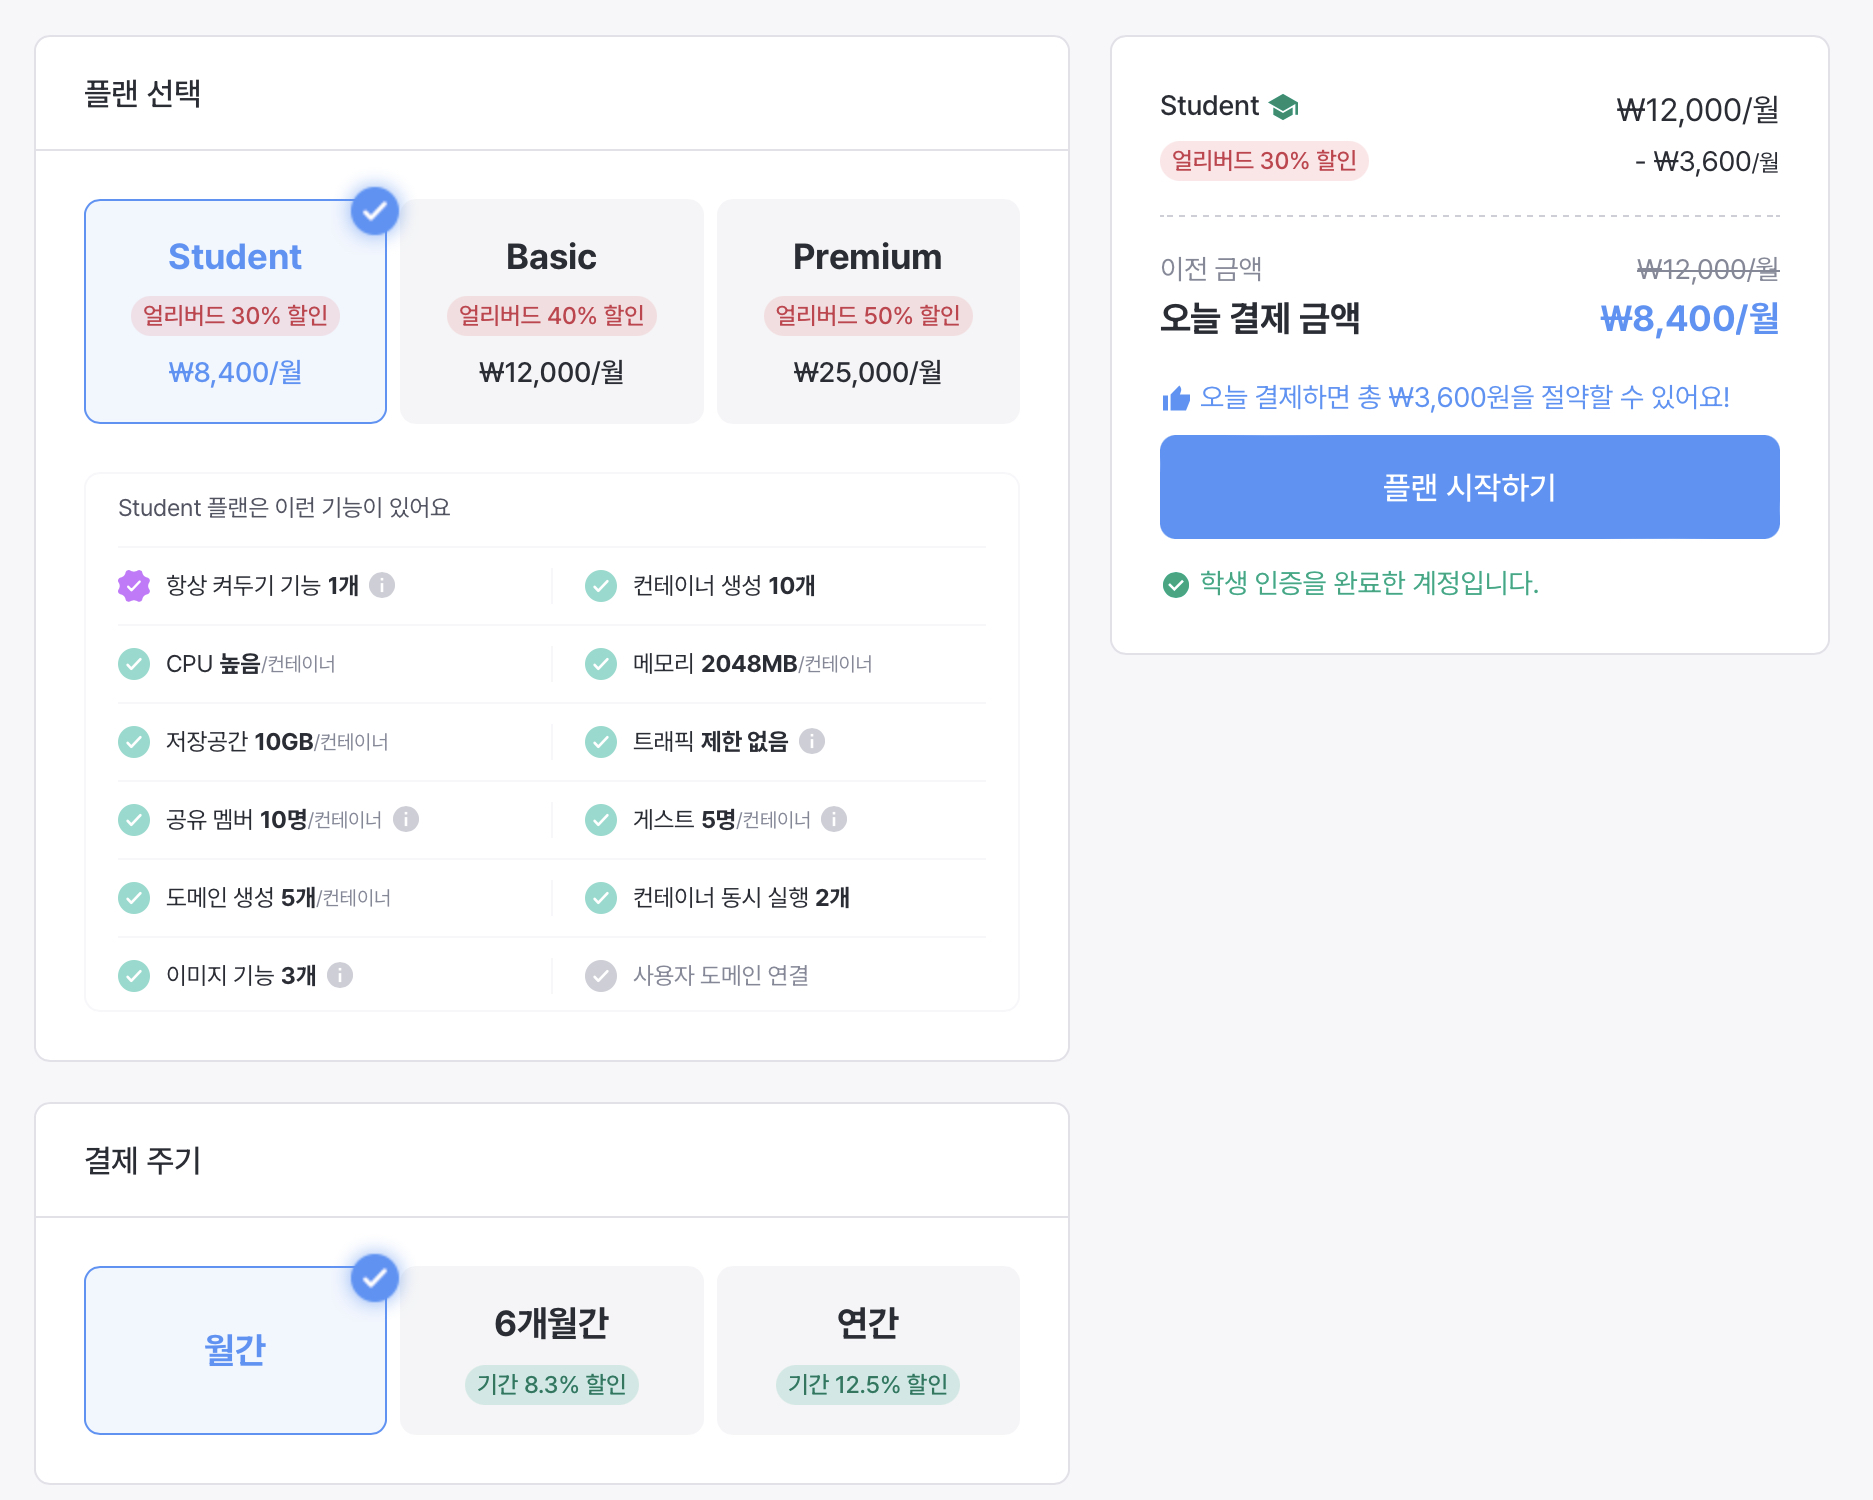 플랜 선택
Student
얼리버드 30% 할인
₩8,400/월
Basic
얼리버드 40% 할인
₩12,000/월
Premium
얼리버드 50% 할인
₩25,000/월
Student 플랜은 이런 기능이 있어요
항상 켜두기 기능 1개
컨테이너 생성 10개
CPU 높음/컨테이너
메모리 2048MB/컨테이너
저장공간 10GB/컨테이너
트래픽 제한 없음
공유 멤버 10명/컨테이너
게스트 5명/컨테이너
도메인 생성 5개/컨테이너
컨테이너 동시 실행 2개
이미지 기능 3개
사용자 도메인 연결
결제 주기
월간
6개월간
기간 8.3% 할인
연간
기간 12.5% 할인
Student ₩12,000/월
얼리버드 30% 할인 - ₩3,600/월
이전 금액 ₩12,000/월
오늘 결제 금액 ₩8,400/월
오늘 결제하면 총 ₩3,600원을 절약할 수 있어요!
플랜 시작하기
학생 인증을 완료한 계정입니다.